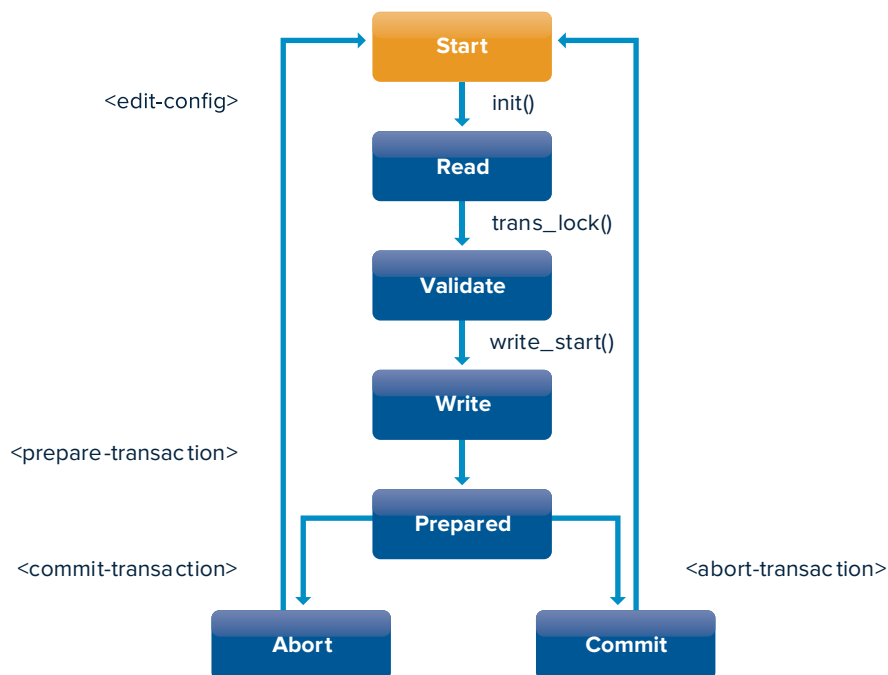 Start
<edit-config>
init()
Read
trans_lock()
Validate
write_start()
Write
<prepare-transaction>
Prepared
<commit-transaction>
<abort-transaction>
Abort
Commit